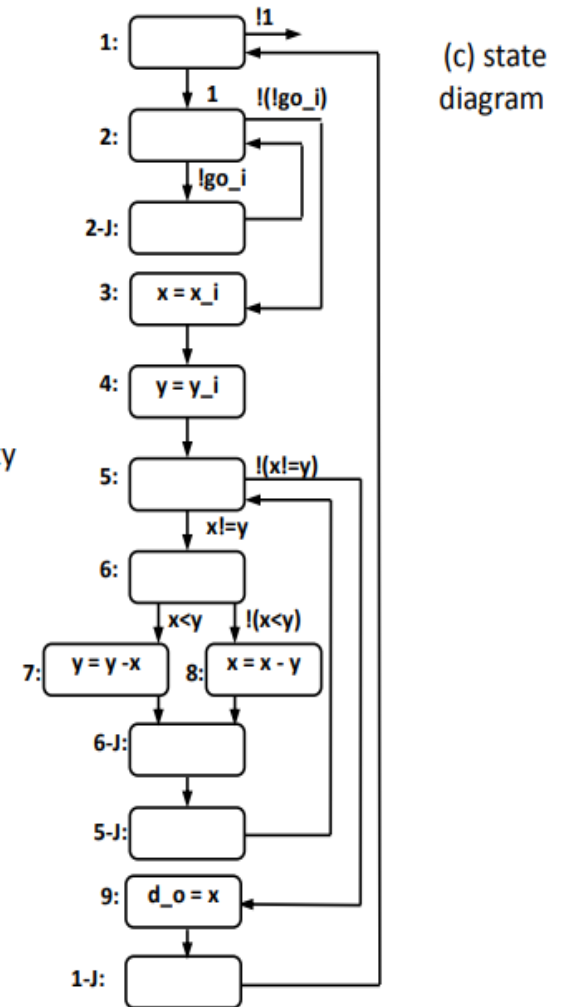 !1
1:
(c) state
diagram
1
!(!go_i)
2:
!go_i
2-J:
3:
x = x_i
4:
y = y_i
y
5:
!(x!=y)
x!=y
6:
x<y
!(x<y)
7:
y = y -x
8:
x = x - y
6-J:
5-J:
9:
d_o = x
1-J: